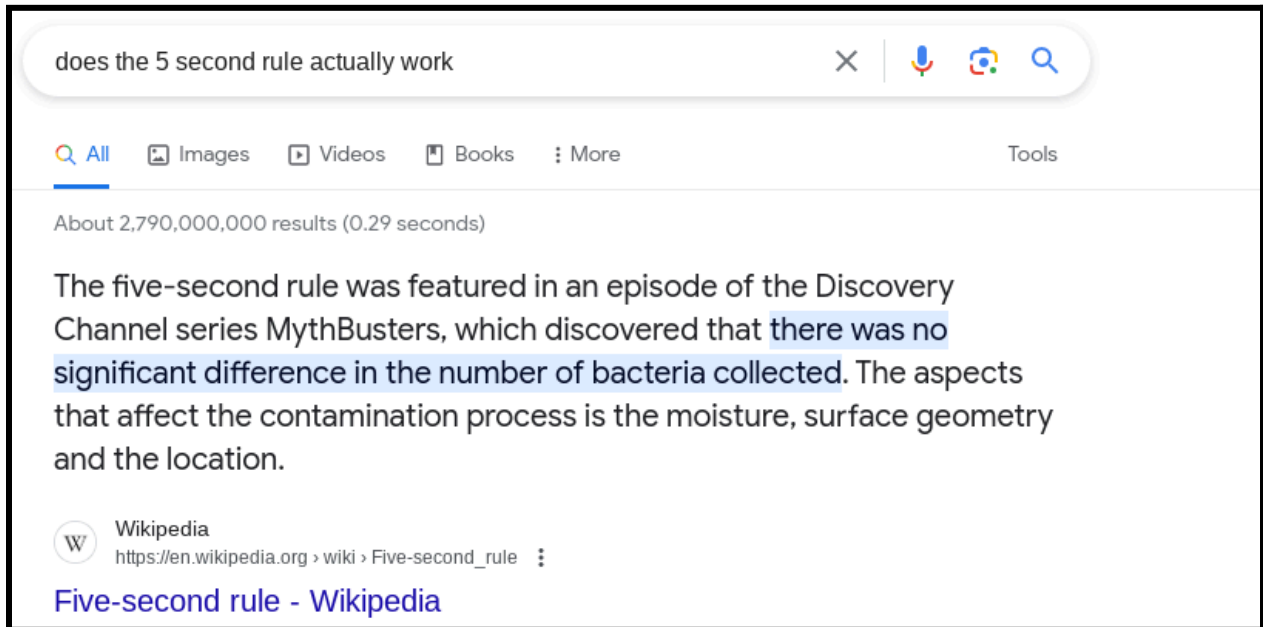 does the 5 second rule actually work
All Images Videos Books More Tools
About 2,790,000,000 results (0.29 seconds)
The five-second rule was featured in an episode of the Discovery
Channel series MythBusters, which discovered that there was no
significant difference in the number of bacteria collected. The aspects
that affect the contamination process is the moisture, surface geometry
and the location.
W Wikipedia
https://en.wikipedia.org › wiki › Five-second_rule
Five-second rule - Wikipedia